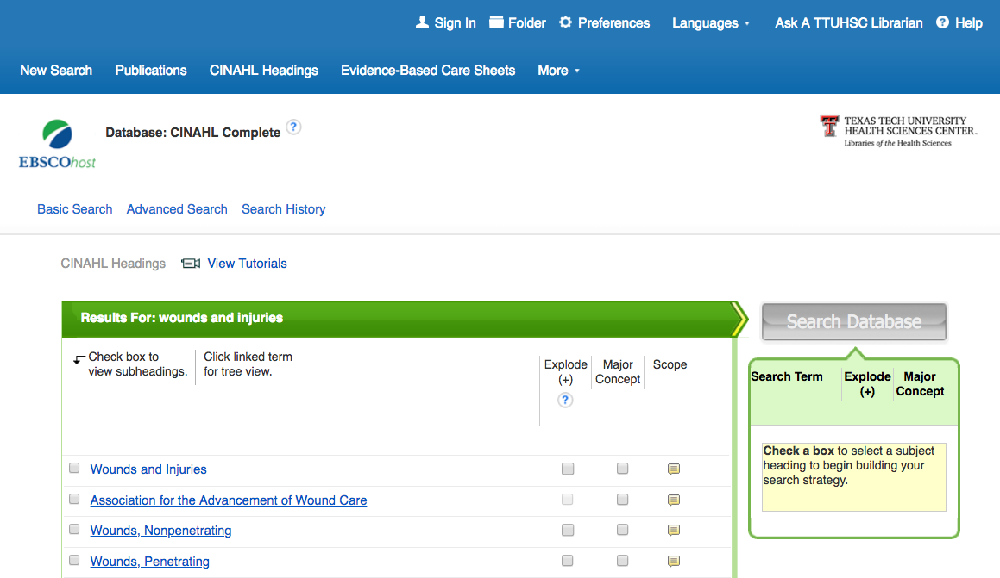 Sign In Folder Preferences Languages Ask A TTUHSC Librarian ? Help
New Search Publications CINAHL Headings Evidence-Based Care Sheets More
Database: CINAHL Complete ?
EBSCOhost
TEXAS TECH UNIVERSITY
HEALTH SCIENCES CENTER.
Libraries of the Health Sciences
Basic Search Advanced Search Search History
CINAHL Headings View Tutorials
Results For: wounds and injuries
Check box to
view subheadings.
Click linked term
for tree view.
Explode
(+)
?
Major
Concept
Scope
Wounds and Injuries
Association for the Advancement of Wound Care
Wounds, Nonpenetrating
Wounds, Penetrating
Search Database
Search Term
Explode
(+)
Major
Concept
Check a box to select a subject
heading to begin building your
search strategy.